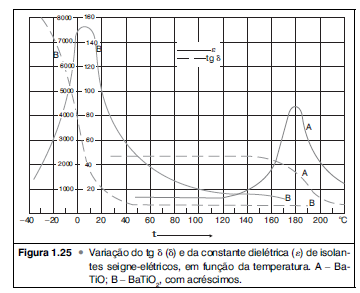 8000 160
7000 140
6000 120
5000 100
4000 80
3000 60
2000 40
1000 20
B B
ε
tg δ
A
A
B B
–40 –20 0 20 40 60 80 100 120 140 160 180 200 °C
t
Figura 1.25 • Variação do tg δ (δ) e da constante dielétrica (ε) de isolan-
tes seigne-elétricos, em função da temperatura. A – Ba-
TiO; B – BaTiO2, com acréscimos.